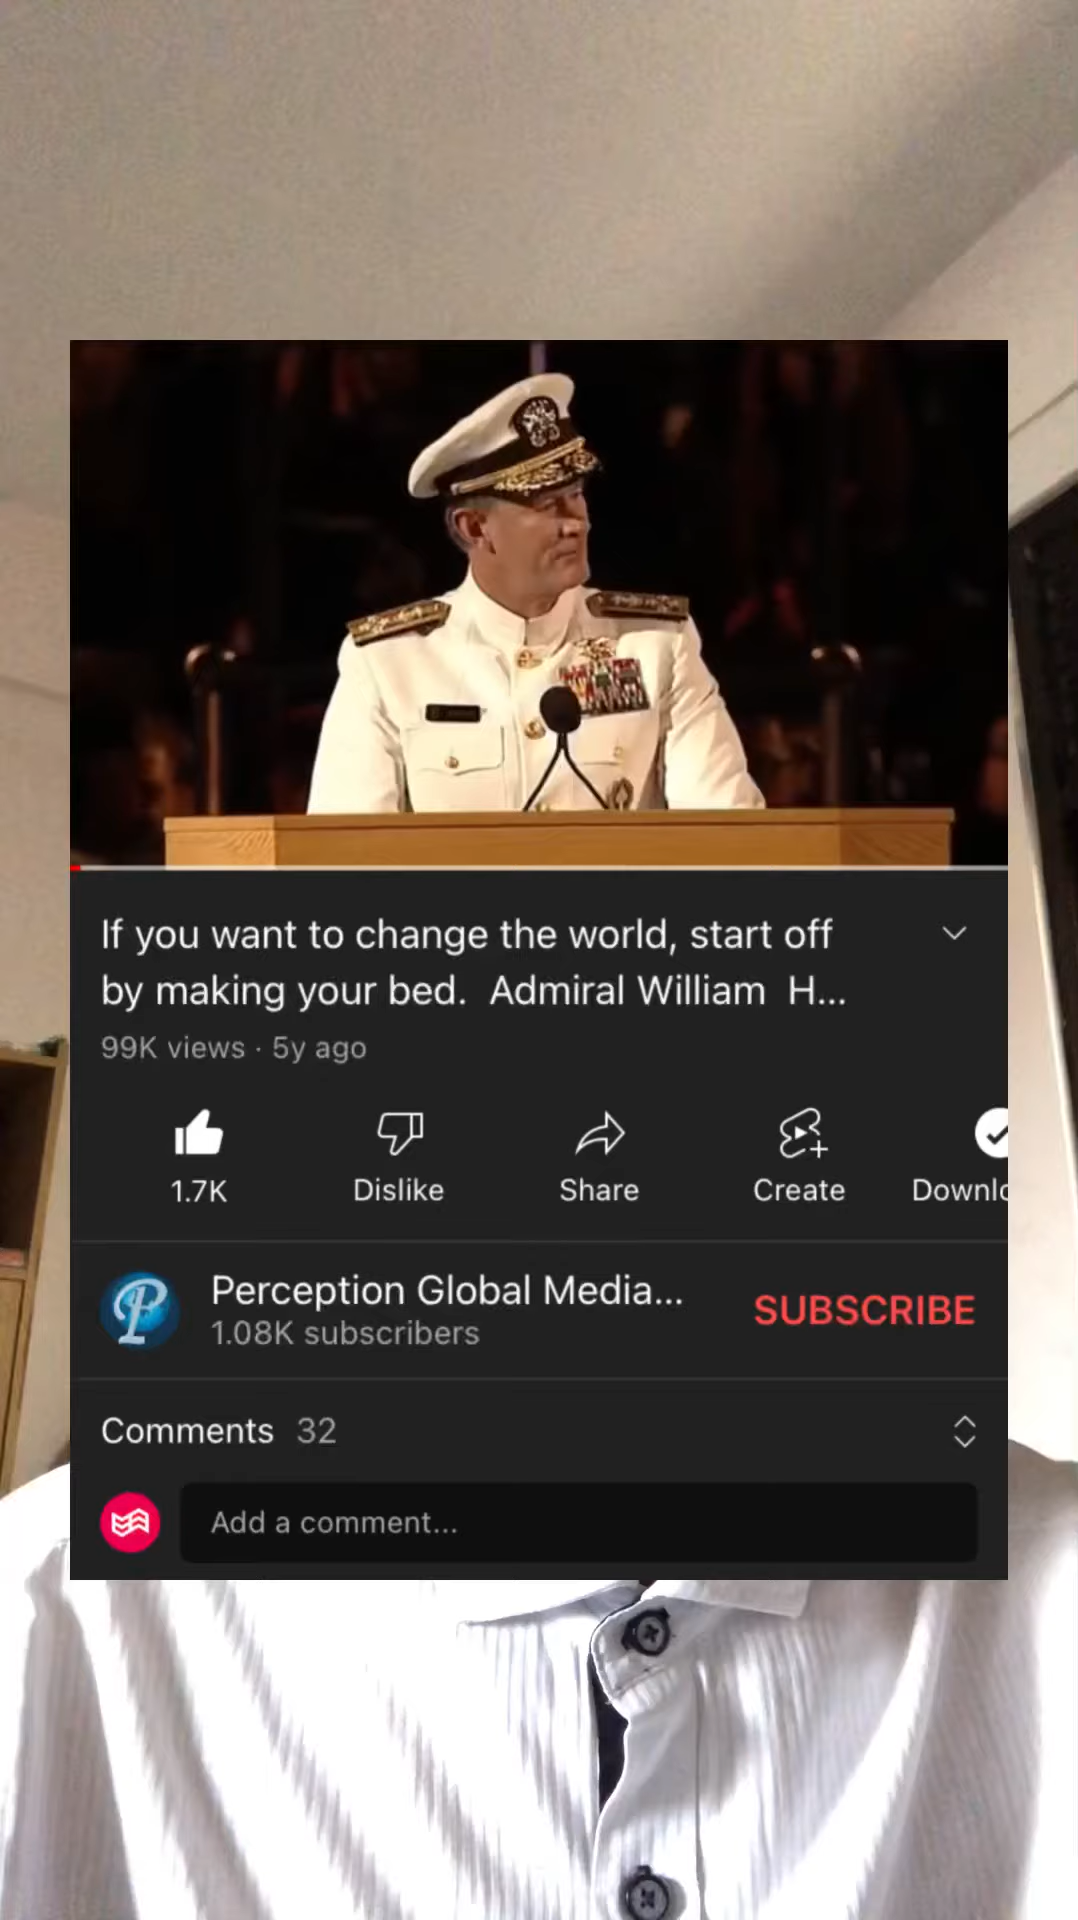 If you want to change the world, start off
by making your bed.  Admiral William  H...
99K views · 5y ago
1.7K
Dislike
Share
Create
Downlo
Perception Global Media...
1.08K subscribers
SUBSCRIBE
Comments 32
Add a comment...